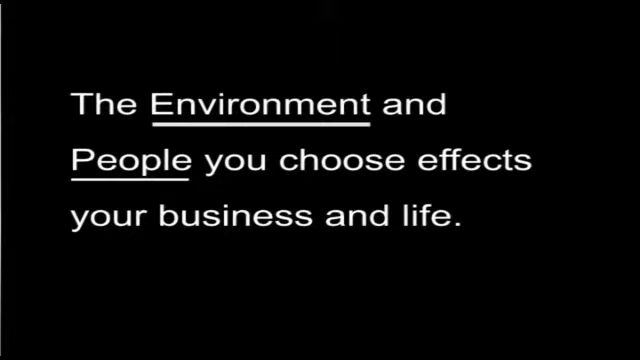 The Environment and
People you choose effects
your business and life.